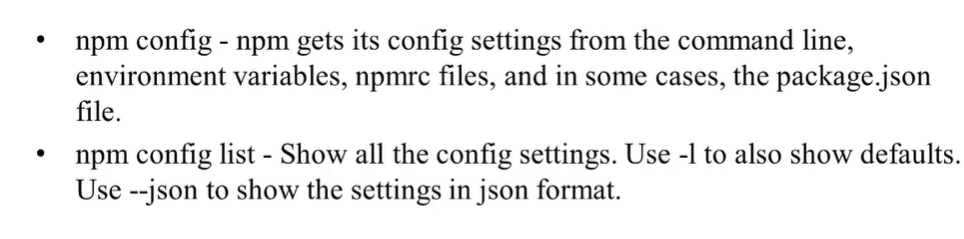 • npm config - npm gets its config settings from the command line,
environment variables, npmrc files, and in some cases, the package.json
file.
• npm config list - Show all the config settings. Use -l to also show defaults.
Use --json to show the settings in json format.